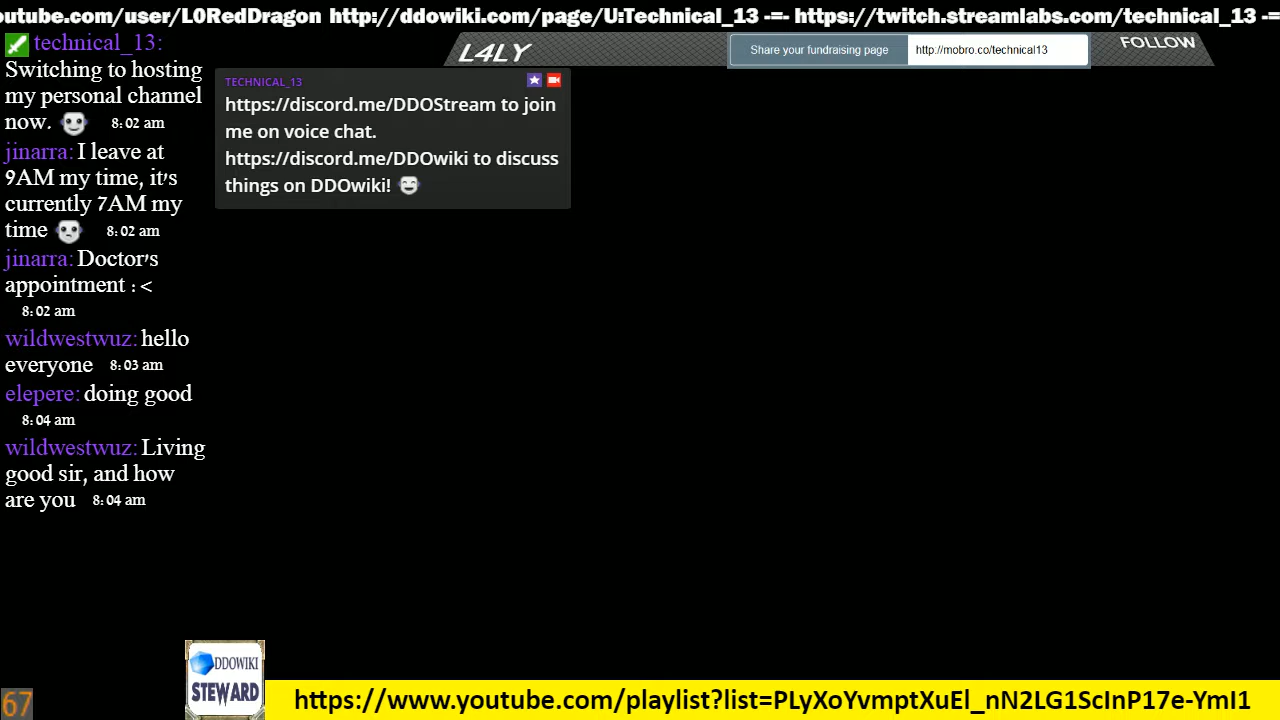 outube.com/user/L0RedDragon http://ddowiki.com/page/U:Technical_13 -=- https://twitch.streamlabs.com/technical_13 -=
technical_13:
Switching to hosting
my personal channel
now. 8:02 am
jinarra: I leave at
9AM my time, it's
currently 7AM my
time 8:02 am
jinarra: Doctor's
appointment :<
8:02 am
wildwestwuz: hello
everyone 8:03 am
elepere: doing good
8:04 am
wildwestwuz: Living
good sir, and how
are you 8:04 am
L4LY
Share your fundraising page http://mobro.co/technical13
FOLLOW
TECHNICAL_13
https://discord.me/DDOStream to join
me on voice chat.
https://discord.me/DDOwiki to discuss
things on DDOwiki!
67
DDOWIKI
STEWARD
https://www.youtube.com/playlist?list=PLyXoYvmptXuEl_nN2LG1ScInP17e-YmI1